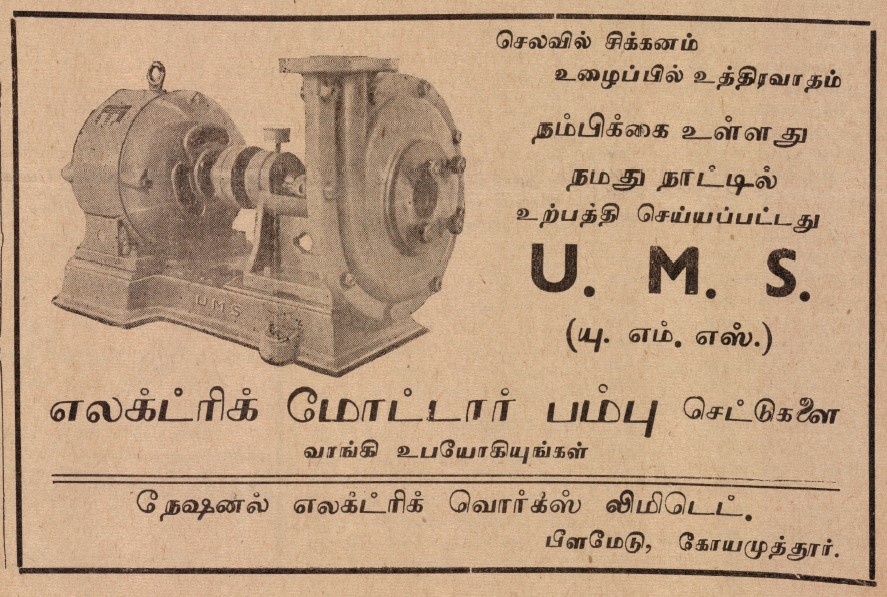 செலவில் சிக்கனம்
உழைப்பில் உத்திரவாதம்
நம்பிக்கை உள்ளது
நமது நாட்டில்
உற்பத்தி செய்யப்பட்டது
U. M. S.
(யு. எம். எஸ்.)
UMS
எலக்ட்ரிக் மோட்டார் பம்பு செட்டுகளை
வாங்கி உபயோகியுங்கள்
நேஷனல் எலக்ட்ரிக் வொர்க்ஸ் லிமிடெட்.
பீளமேடு, கோயமுத்தூர்.